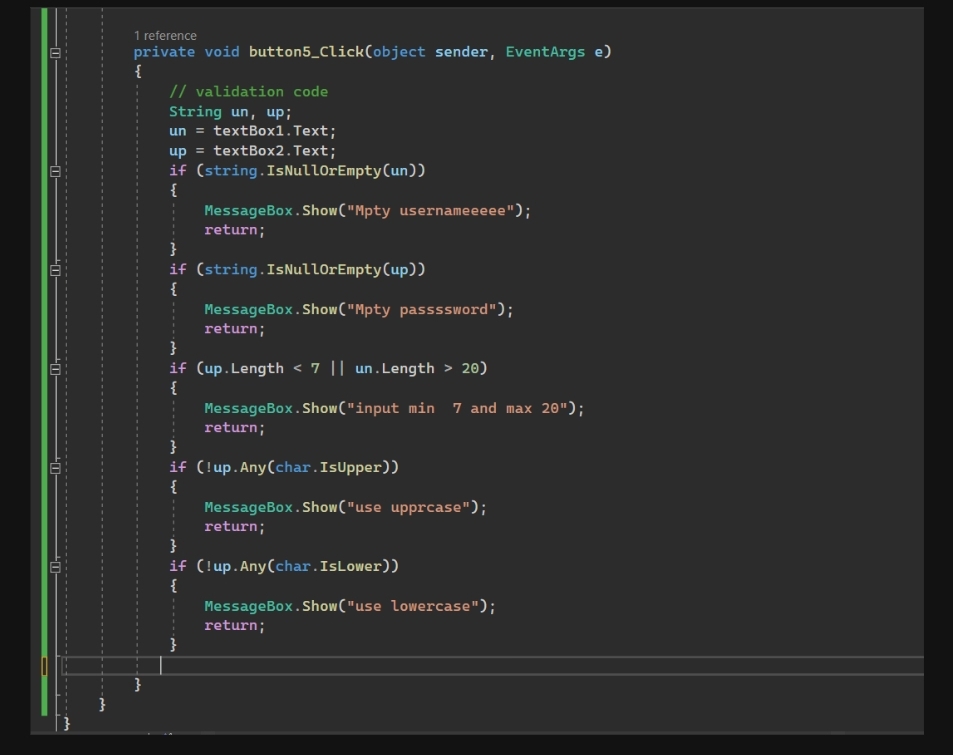 1 reference
private void button5_Click(object sender, EventArgs e)
{
// validation code
String un, up;
un = textBox1.Text;
up = textBox2.Text;
if (string.IsNullOrEmpty(un))
{
MessageBox.Show("Mpty usernameeeee");
return;
}
if (string.IsNullOrEmpty(up))
{
MessageBox.Show("Mpty passssword");
return;
}
if (up.Length < 7 || un.Length > 20)
{
MessageBox.Show("input min  7 and max 20");
return;
}
if (!up.Any(char.IsUpper))
{
MessageBox.Show("use upprcase");
return;
}
if (!up.Any(char.IsLower))
{
MessageBox.Show("use lowercase");
return;
}
}
}
}